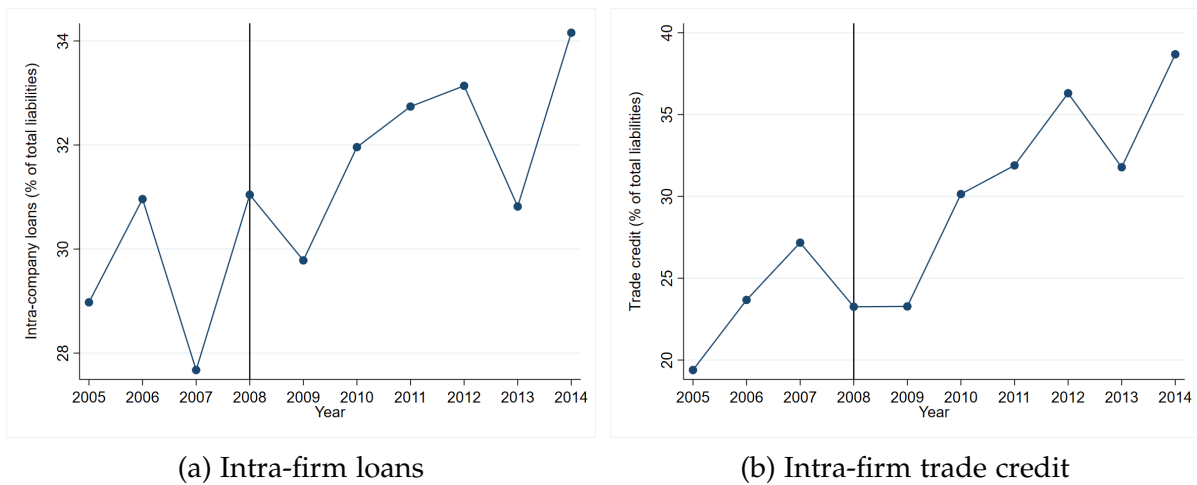 Intra-company loans (% of total liabilities)
34
32
30
28
2005 2006 2007 2008 2009 2010 2011 2012 2013 2014
Year
(a) Intra-firm loans
Trade credit (% of total liabilities)
40
35
30
25
20
2005 2006 2007 2008 2009 2010 2011 2012 2013 2014
Year
(b) Intra-firm trade credit